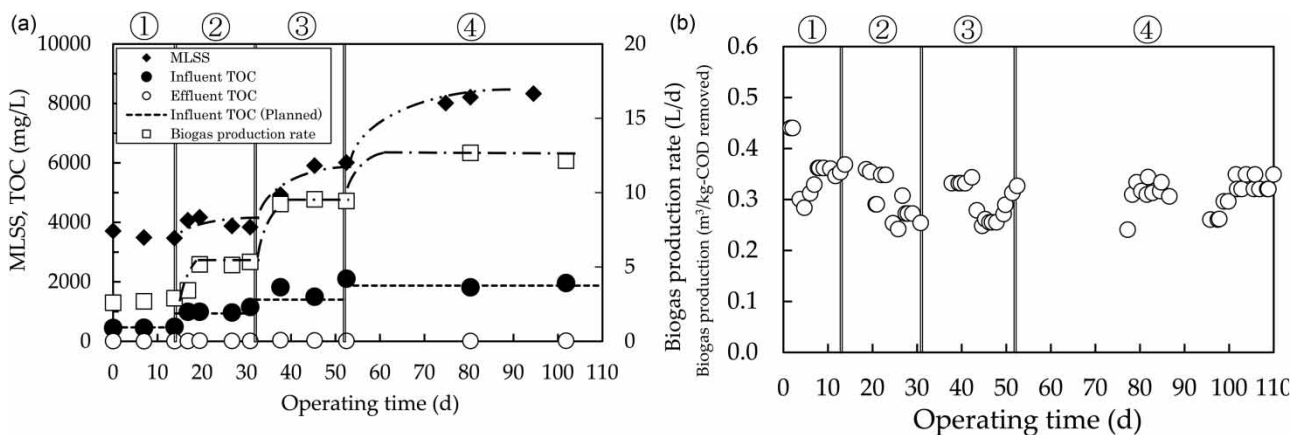 (a)
① ② ③ ④
10000 8000 6000 4000 2000 0
MLSS, TOC (mg/L)
MLSS
Influent TOC
Effluent TOC
Influent TOC (Planned)
Biogas production rate
20 15 10 5 0
Biogas production rate (L/d)
0 10 20 30 40 50 60 70 80 90 100 110
Operating time (d)
(b)
① ② ③ ④
0.6 0.5 0.4 0.3 0.2 0.1 0.0
Biogas production (m³/kg-COD removed)
0 10 20 30 40 50 60 70 80 90 100 110
Operating time (d)